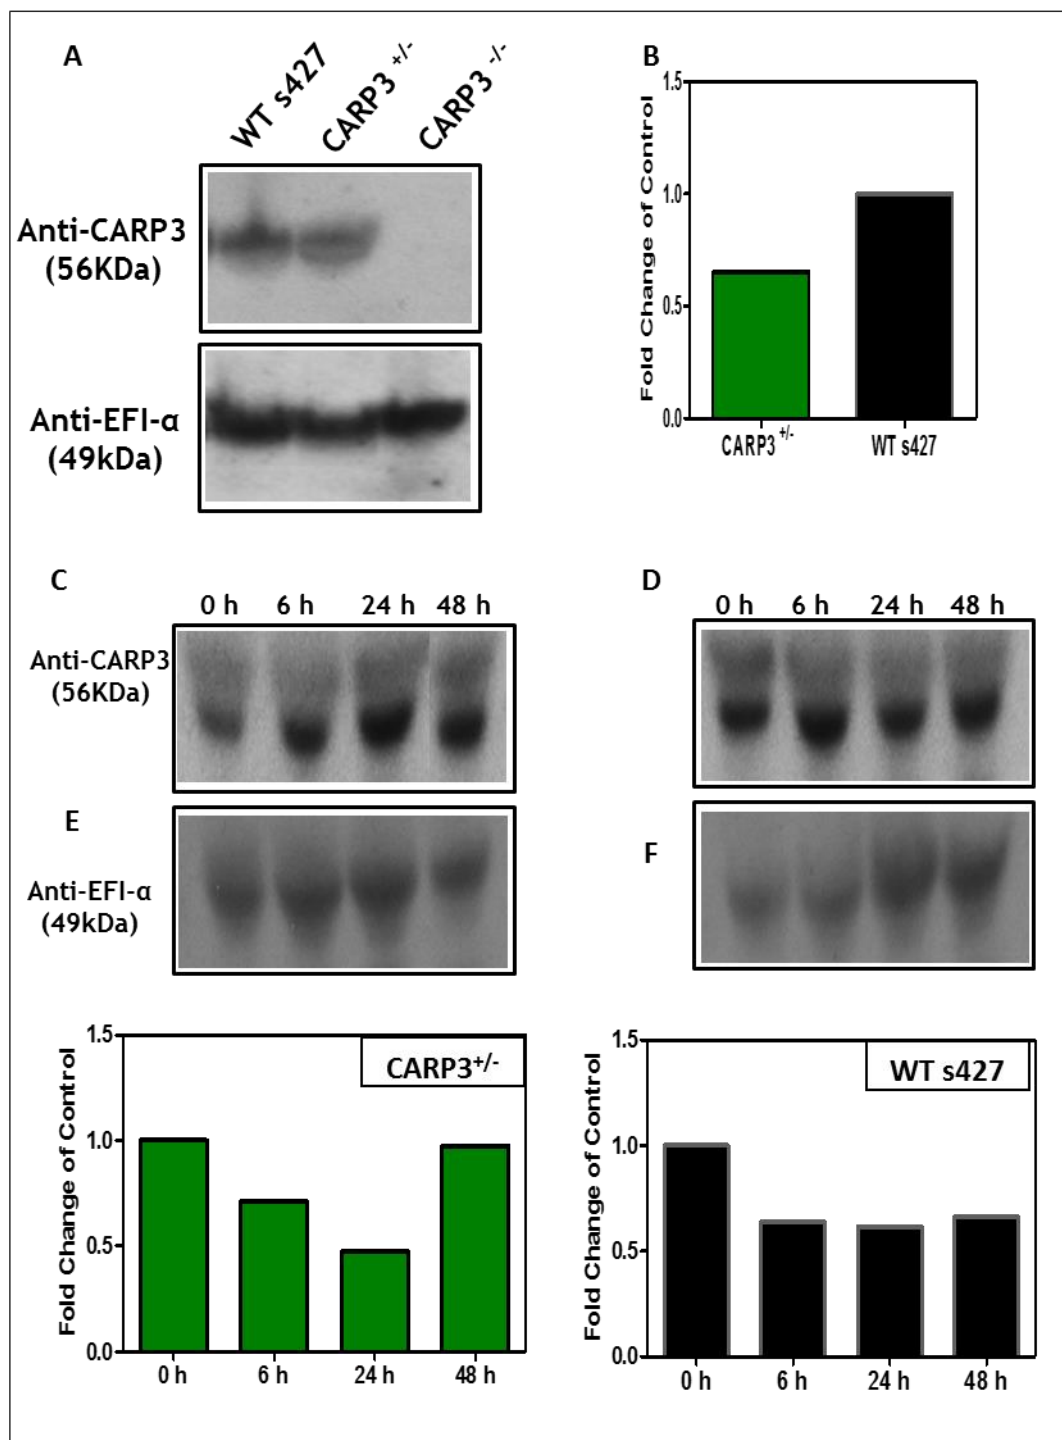 A
WT s427
CARP3 +/-
CARP3 -/-
Anti-CARP3
(56KDa)
Anti-EFI-α
(49kDa)
B
Fold Change of Control
1.5
1.0
0.5
0.0
CARP3 +/-
WT s427
C
0 h 6 h 24 h 48 h
Anti-CARP3
(56KDa)
D
0 h 6 h 24 h 48 h
E
Anti-EFI-α
(49kDa)
F
Fold Change of Control
1.5
1.0
0.5
0.0
CARP3+/-
0 h 6 h 24 h 48 h
Fold Change of Control
1.5
1.0
0.5
0.0
WT s427
0 h 6 h 24 h 48 h